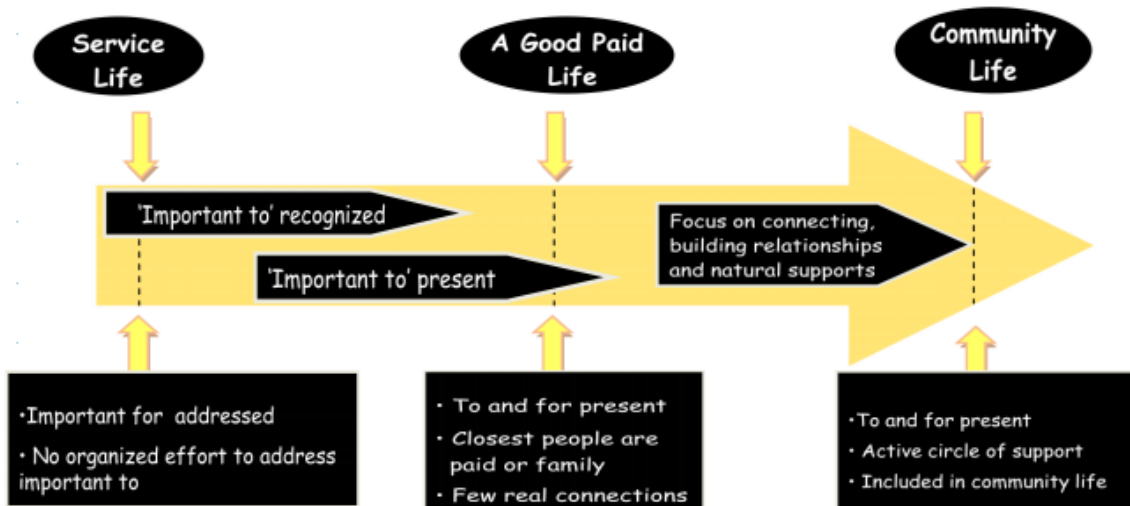 Service
Life
A Good Paid
Life
Community
Life
'Important to' recognized
'Important to' present
Focus on connecting,
building relationships
and natural supports
•Important for addressed
• No organized effort to address
important to
• To and for present
• Closest people are
paid or family
• Few real connections
•To and for present
• Active circle of support
• Included in community life